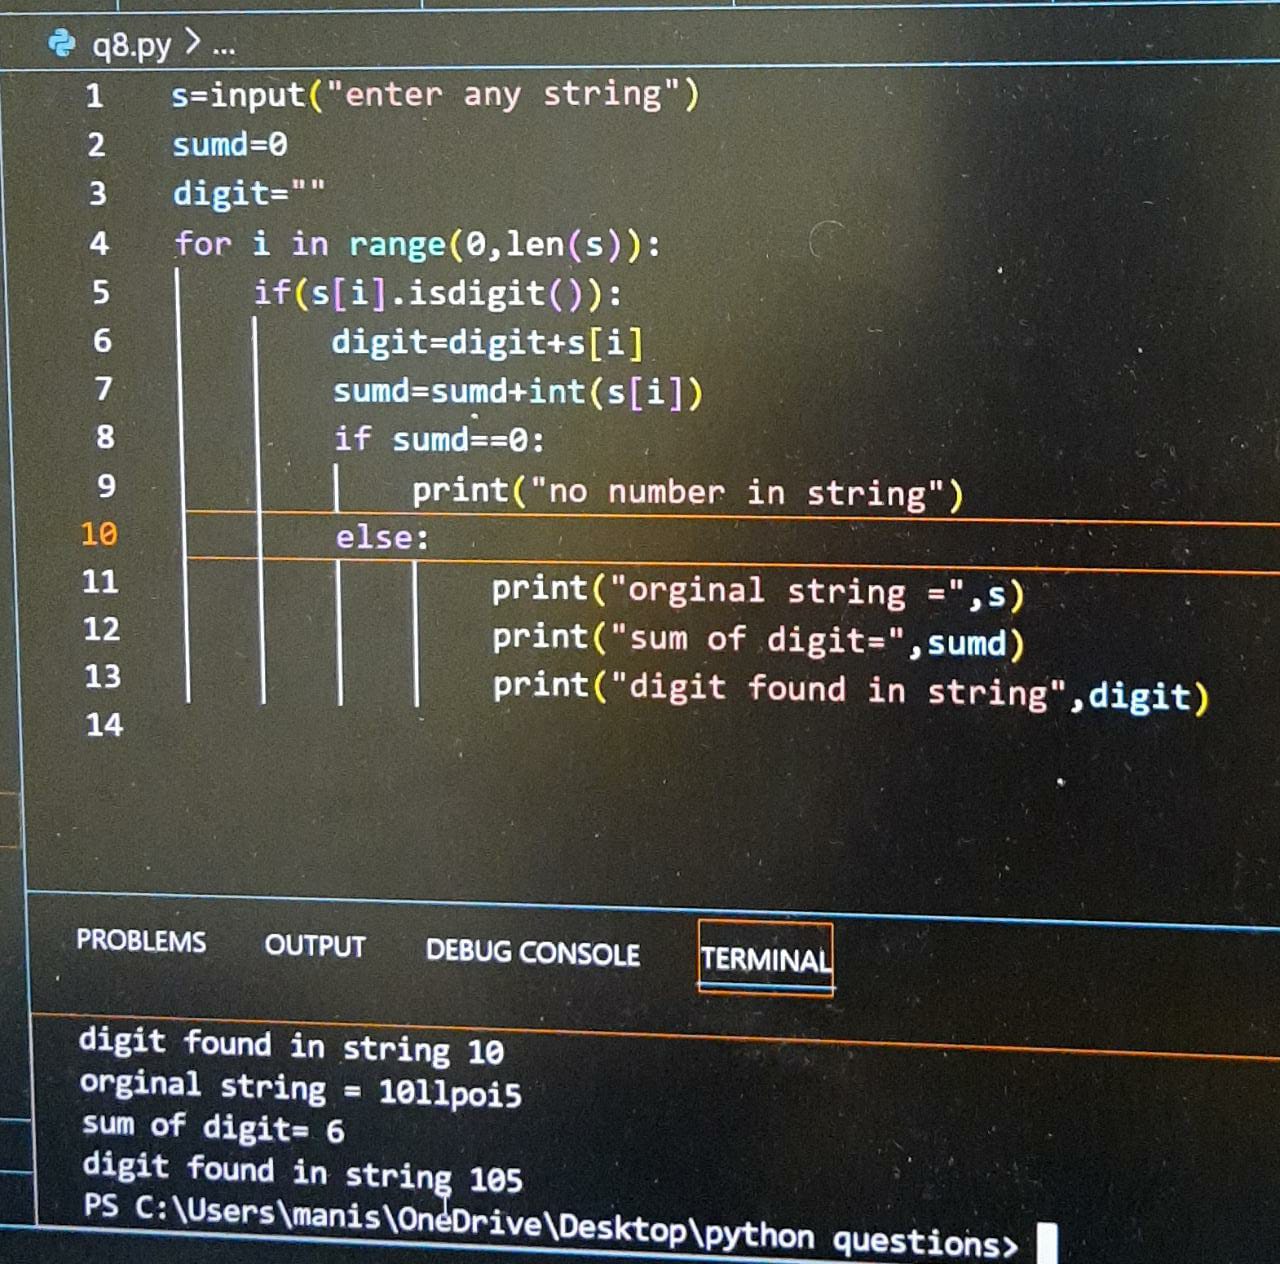 q8.py > ...
1 s=input("enter any string")
2 sumd=0
3 digit=""
4 for i in range(0,len(s)):
5 if(s[i].isdigit()):
6 digit=digit+s[i]
7 sumd=sumd+int(s[i])
8 if sumd==0:
9 print("no number in string")
10 else:
11 print("orginal string =",s)
12 print("sum of digit=",sumd)
13 print("digit found in string",digit)
14
PROBLEMS OUTPUT DEBUG CONSOLE TERMINAL
digit found in string 10
orginal string = 10llpoi5
sum of digit= 6
digit found in string 105
PS C:\Users\manis\OneDrive\Desktop\python questions>